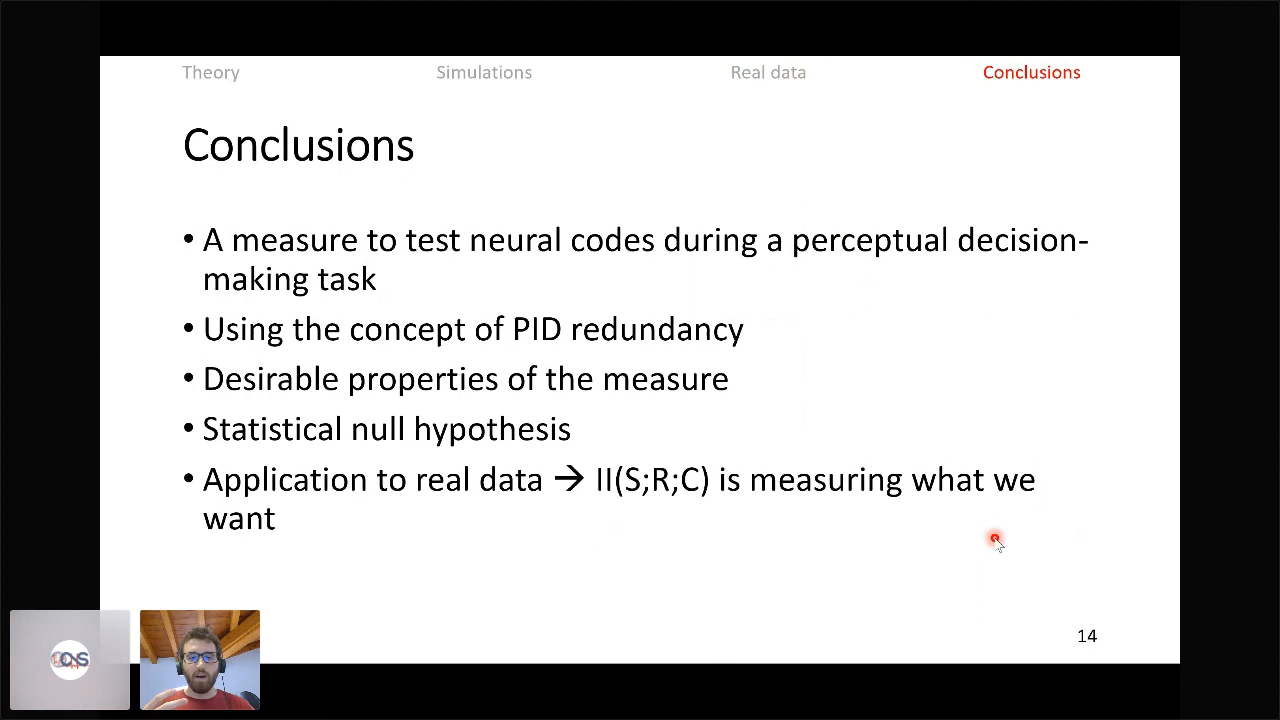 Theory Simulations Real data Conclusions
Conclusions
• A measure to test neural codes during a perceptual decision-
making task
• Using the concept of PID redundancy
• Desirable properties of the measure
• Statistical null hypothesis
• Application to real data → II(S;R;C) is measuring what we
want
14